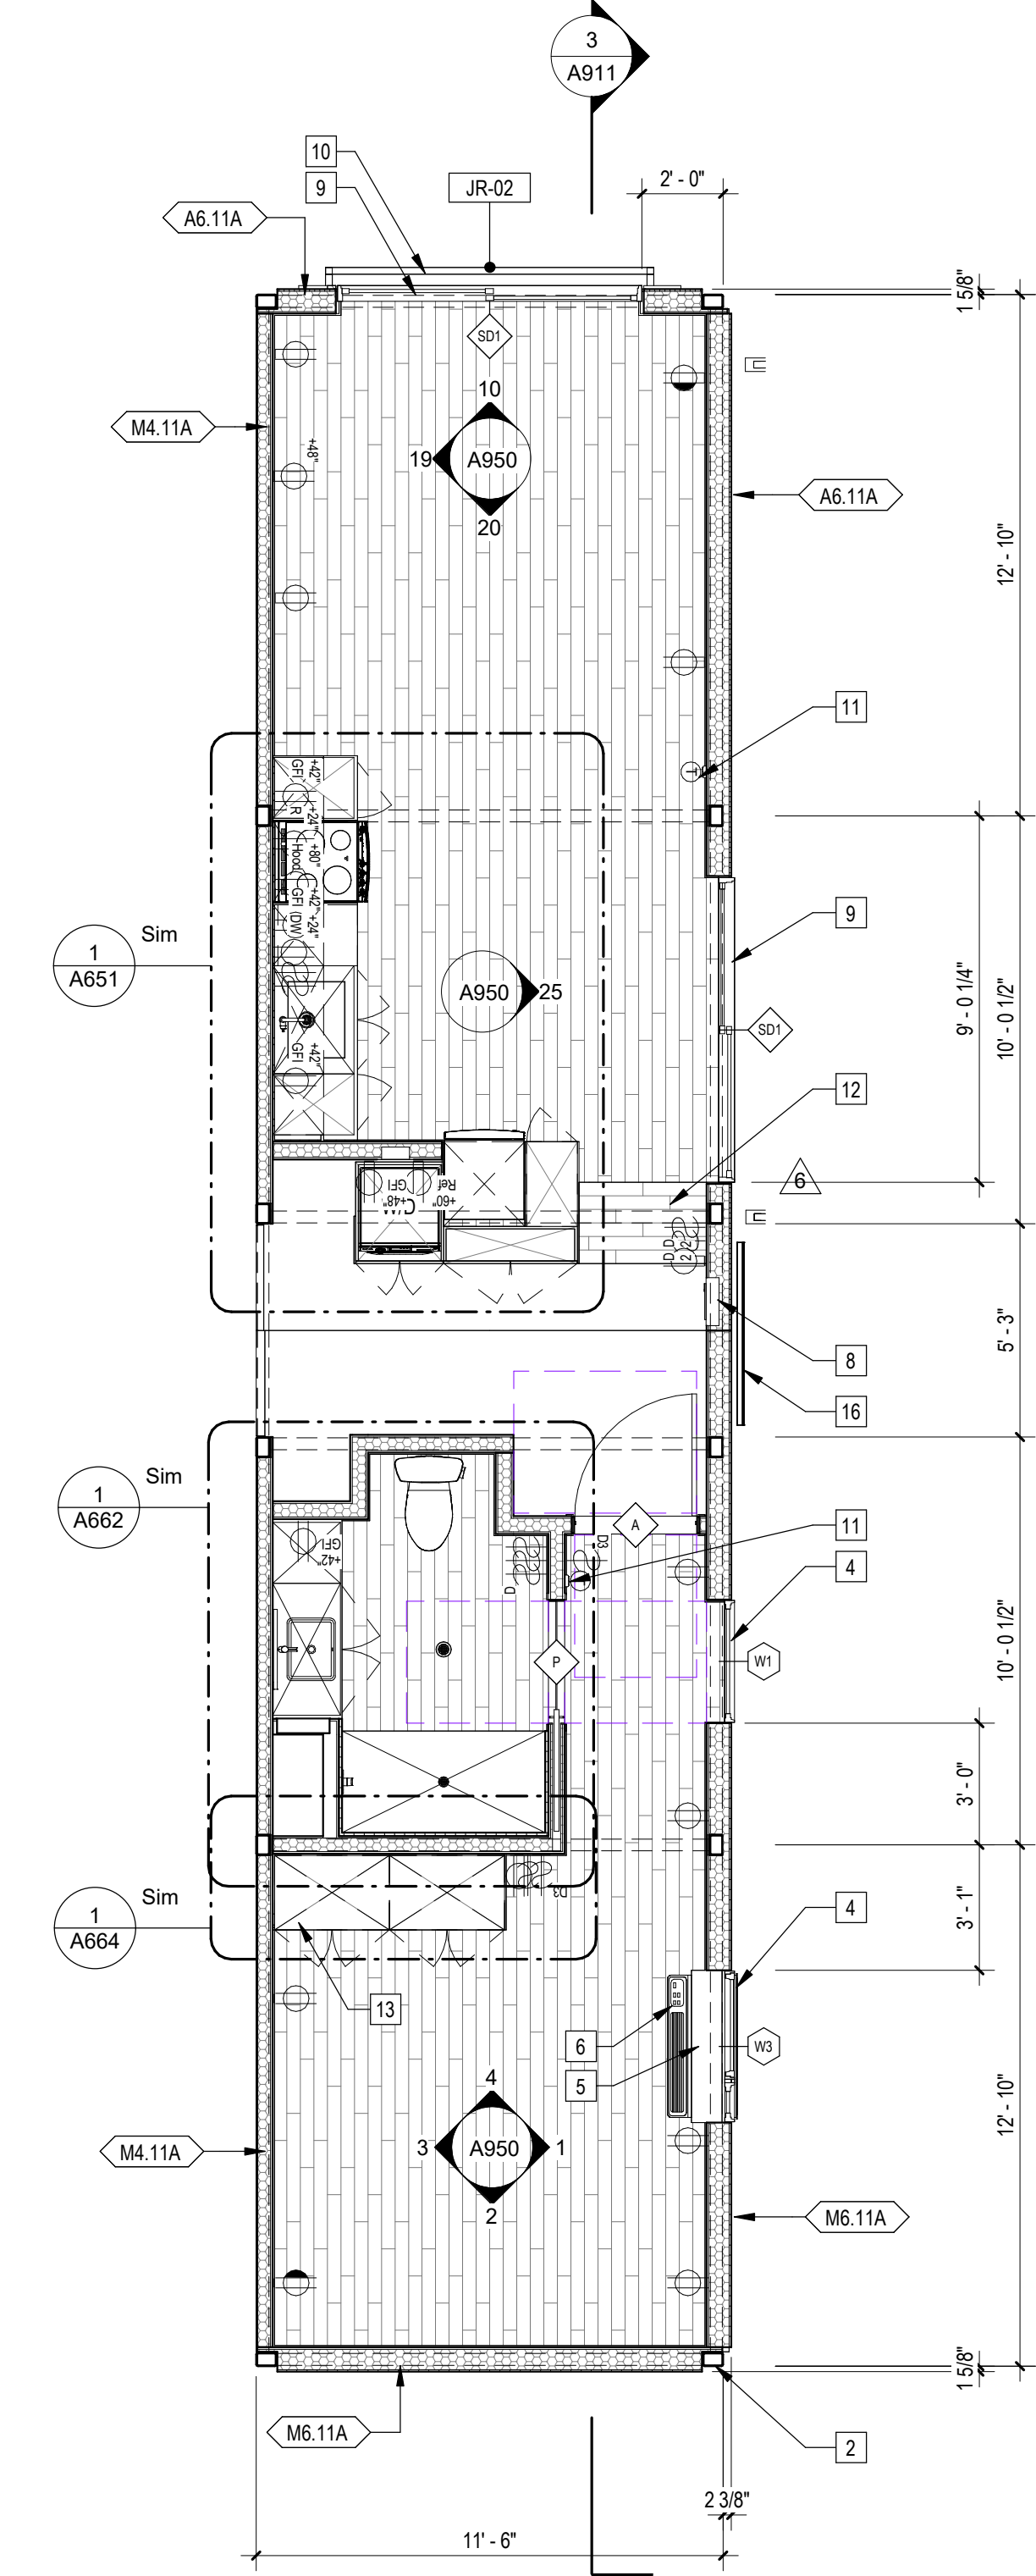 3
A911
10
9
JR-02
2' - 0"
A6.11A
1 5/8"
SD1
10
M4.11A
+48"
19
A950
20
A6.11A
12' - 10"
11
T
+42"
GFI
R
+24"
+80"
Hood
+42"
GFI (DW)
+24"
9
Sim
1
A651
A950
25
SD1
9' - 0 1/4"
10' - 0 1/2"
GFI
+42"
12
6
GFI
+48"
Ref
+60"
D
D
2
2
5' - 3"
8
16
Sim
1
A662
A
11
GFI
+42"
D
D3
4
P
W1
10' - 0 1/2"
3' - 0"
Sim
1
A664
D3
3' - 1"
4
13
6
W3
5
4
3
A950
1
2
M4.11A
12' - 10"
M6.11A
1 5/8"
M6.11A
2
2 3/8"
11' - 6"